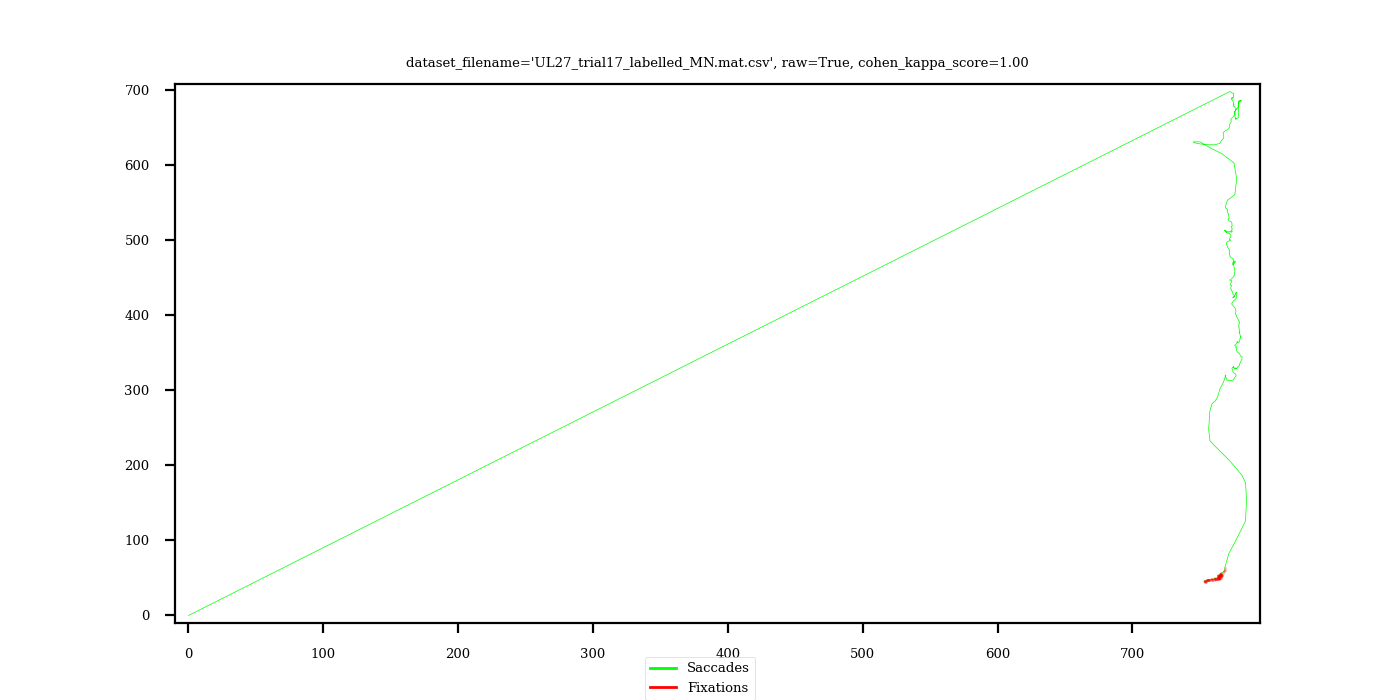 dataset_filename='UL27_trial17_labelled_MN.mat.csv', raw=True, cohen_kappa_score=1.00
700
600
500
400
300
200
100
0
0 100 200 300 400 500 600 700
Saccades
Fixations